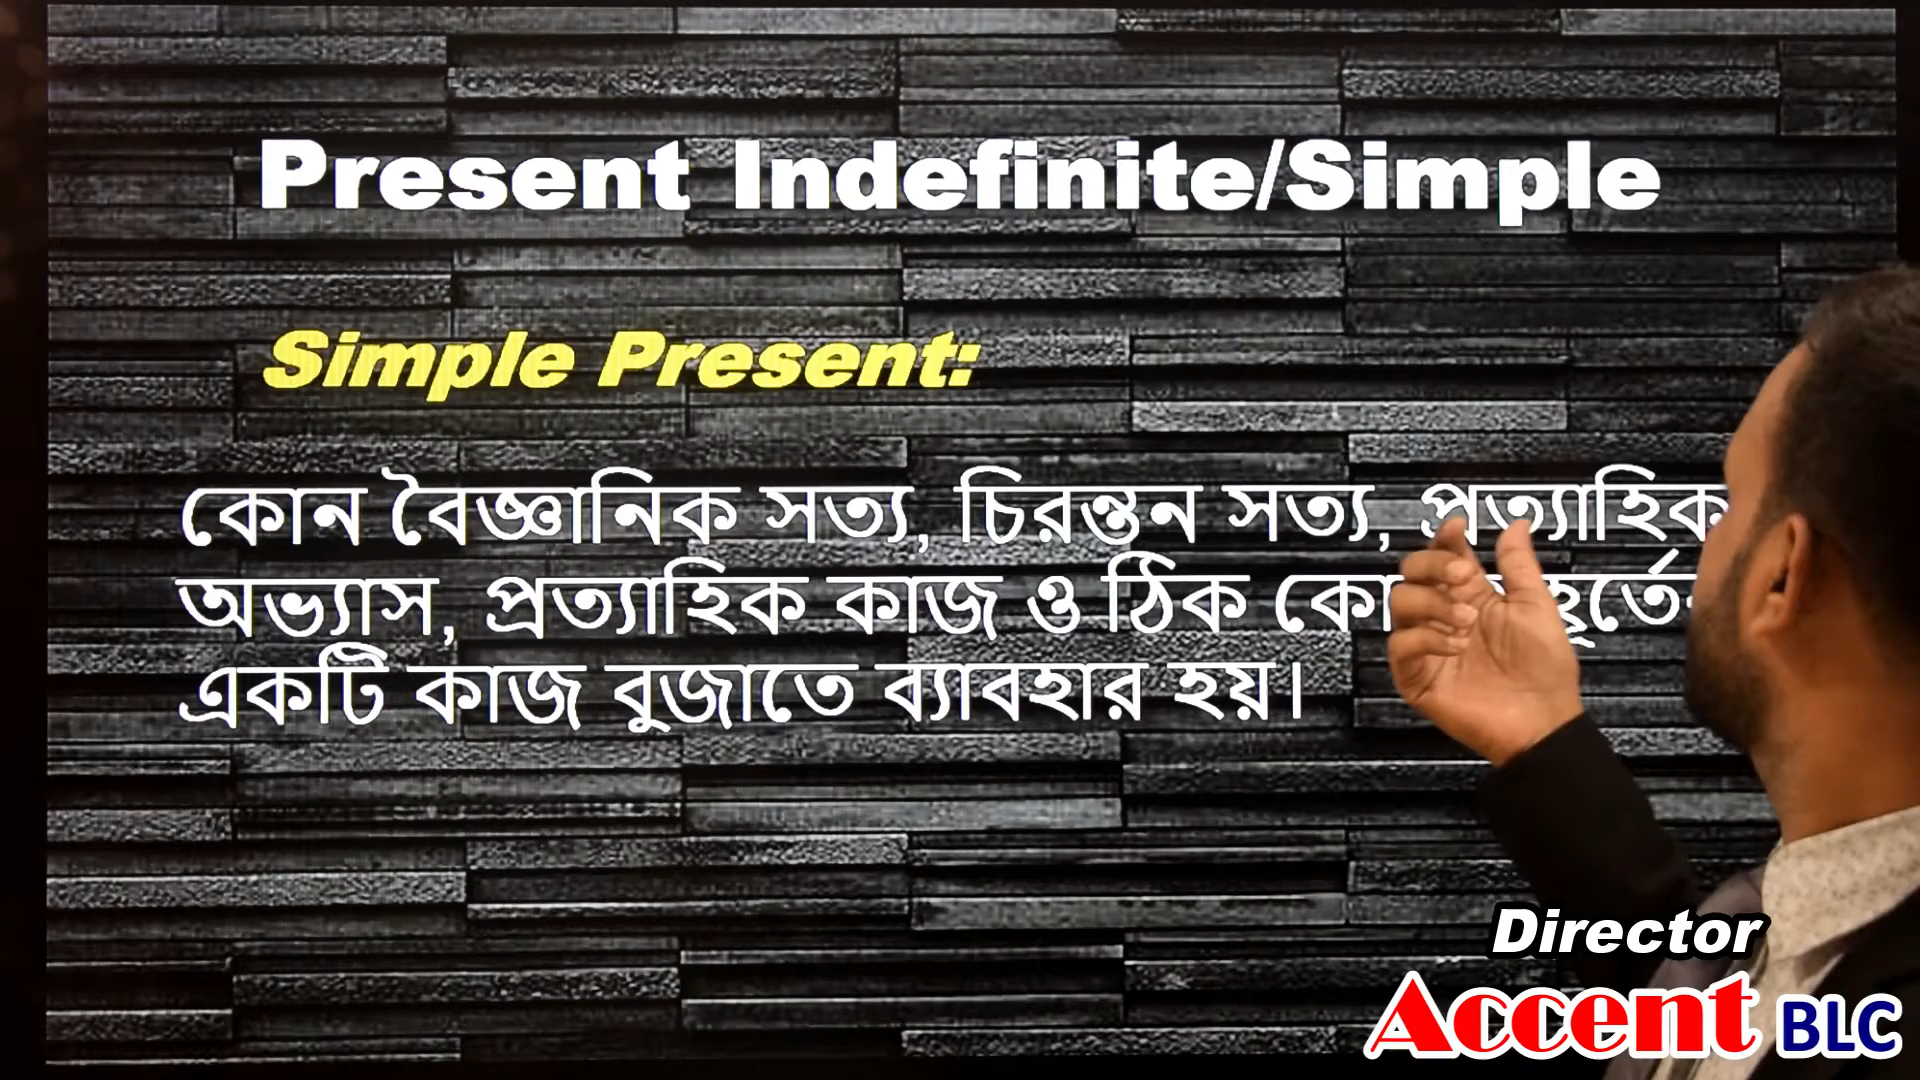 Present Indefinite/Simple
Simple Present:
কোন বৈজ্ঞানিক সত্য, চিরন্তন সত্য, প্রত্যাহিক
অভ্যাস, প্রত্যাহিক কাজ ও ঠিক
একটি কাজ বুজাতে ব্যাবহার হয়।
Director
Accent BLC